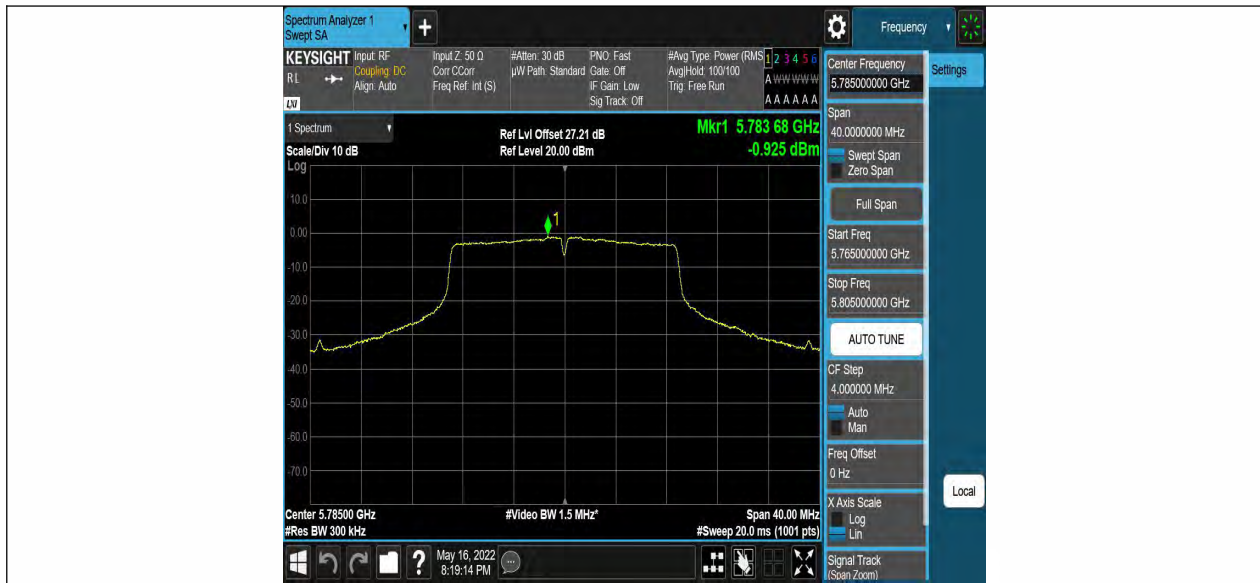 Spectrum Analyzer 1
Swept SA
+
Frequency
KEYSIGHT
RL
LXI
Input: RF
Coupling: DC
Align: Auto
Input Z: 50 Ω
Corr CCorr
Freq Ref: Int (S)
#Atten: 30 dB
µW Path: Standard
PNO: Fast
Gate: Off
IF Gain: Low
Sig Track: Off
#Avg Type: Power (RMS
Avg|Hold: 100/100
Trig: Free Run
1 2 3 4 5 6
A W W W W W
A A A A A A
1 Spectrum
Scale/Div 10 dB
Ref Lvl Offset 27.21 dB
Ref Level 20.00 dBm
Mkr1 5.783 68 GHz
-0.925 dBm
Log
10.0
0.00
-10.0
-20.0
-30.0
-40.0
-50.0
-60.0
-70.0
1
Center 5.78500 GHz
#Res BW 300 kHz
#Video BW 1.5 MHz*
Span 40.00 MHz
#Sweep 20.0 ms (1001 pts)
Center Frequency
5.785000000 GHz
Settings
Span
40.0000000 MHz
Swept Span
Zero Span
Full Span
Start Freq
5.765000000 GHz
Stop Freq
5.805000000 GHz
AUTO TUNE
CF Step
4.000000 MHz
Auto
Man
Freq Offset
0 Hz
X Axis Scale
Log
Lin
Local
Signal Track
(Span Zoom)
?
May 16, 2022
8:19:14 PM